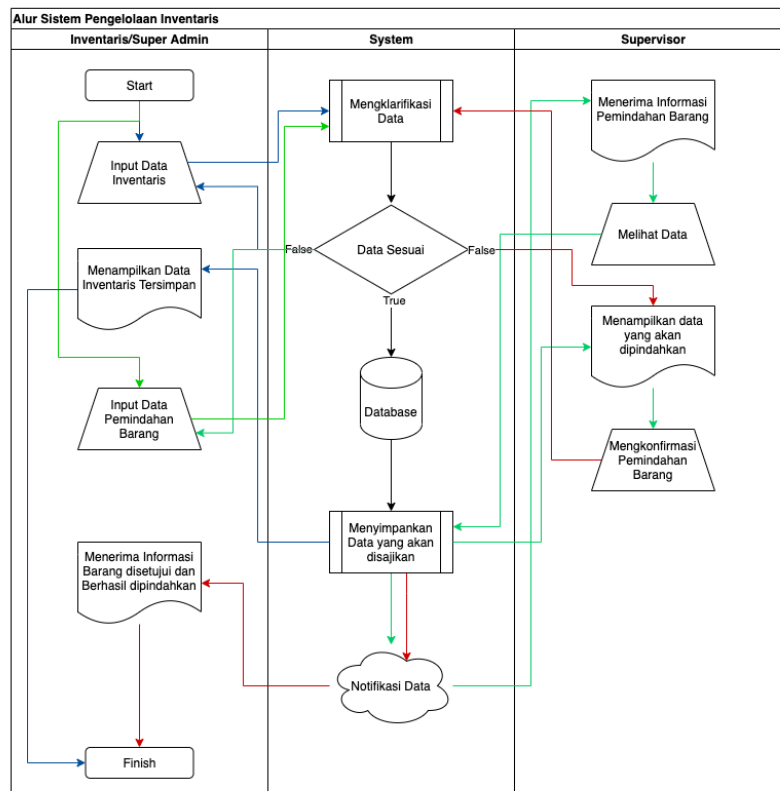 Alur Sistem Pengelolaan Inventaris
Inventaris/Super Admin
System
Supervisor
Start
Input Data
Inventaris
Menampilkan Data
Inventaris Tersimpan
Input Data
Pemindahan
Barang
Menerima Informasi
Barang disetujui dan
Berhasil dipindahkan
Finish
Mengklarifikasi
Data
Data Sesuai
False
False
True
Database
Menyimpankan
Data yang akan
disajikan
Notifikasi Data
Menerima Informasi
Pemindahan Barang
Melihat Data
Menampilkan data
yang akan
dipindahkan
Mengkonfirmasi
Pemindahan
Barang